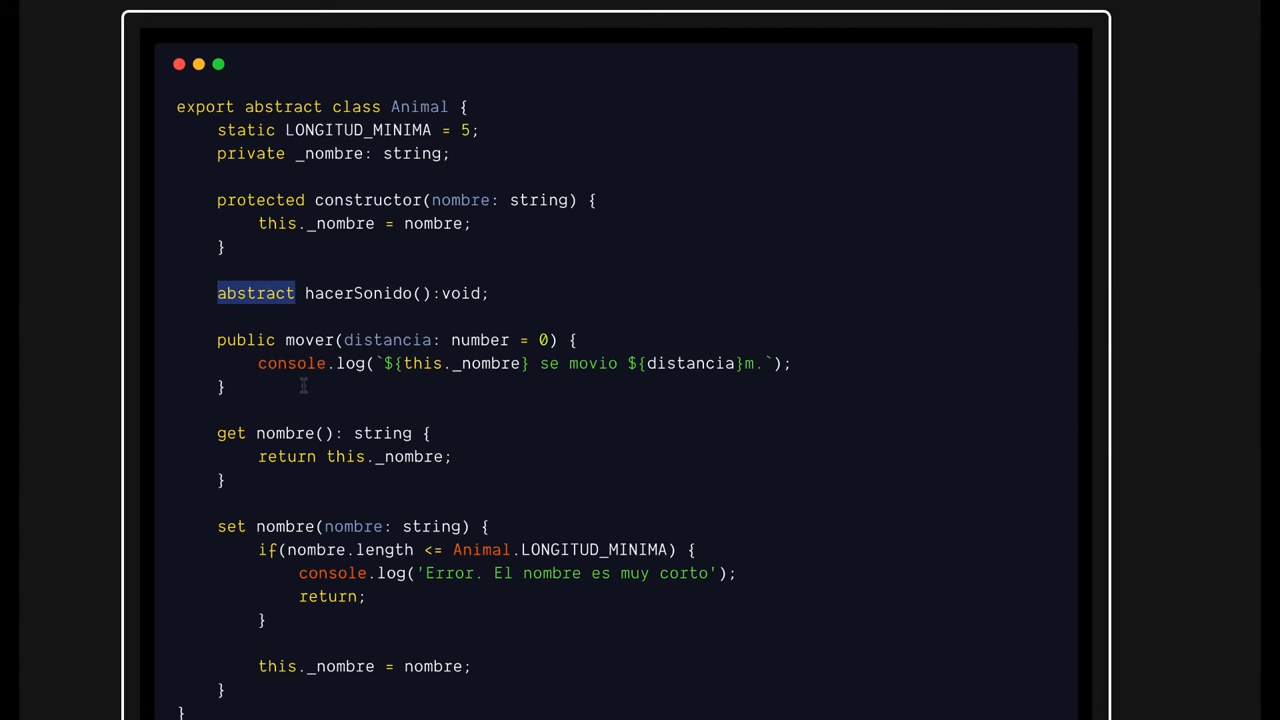 export abstract class Animal {
    static LONGITUD_MINIMA = 5;
    private _nombre: string;

    protected constructor(nombre: string) {
        this._nombre = nombre;
    }

    abstract hacerSonido():void;

    public mover(distancia: number = 0) {
        console.log(`${this._nombre} se movio ${distancia}m.`);
    }

    get nombre(): string {
        return this._nombre;
    }

    set nombre(nombre: string) {
        if(nombre.length <= Animal.LONGITUD_MINIMA) {
            console.log('Error. El nombre es muy corto');
            return;
        }

        this._nombre = nombre;
    }
}